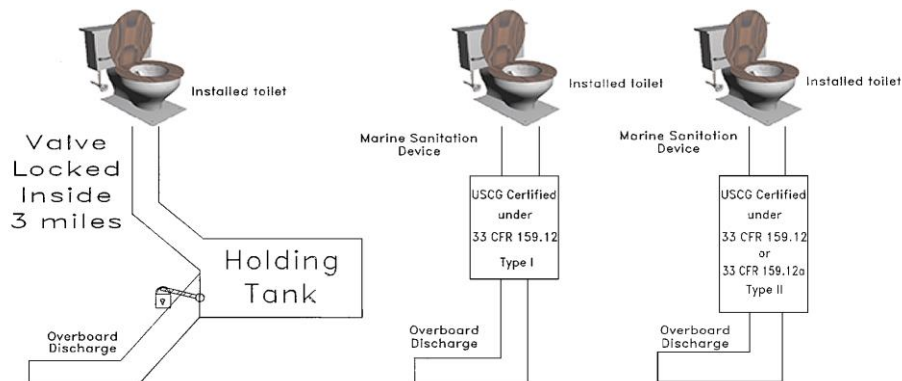 Installed toilet
Valve
Locked
Inside
3 miles
Holding
Tank
Overboard
Discharge
Installed toilet
Marine Sanitation
Device
USCG Certified
under
33 CFR 159.12
Type I
Overboard
Discharge
Installed toilet
Marine Sanitation
Device
USCG Certified
under
33 CFR 159.12
or
33 CFR 159.12a
Type II
Overboard
Discharge